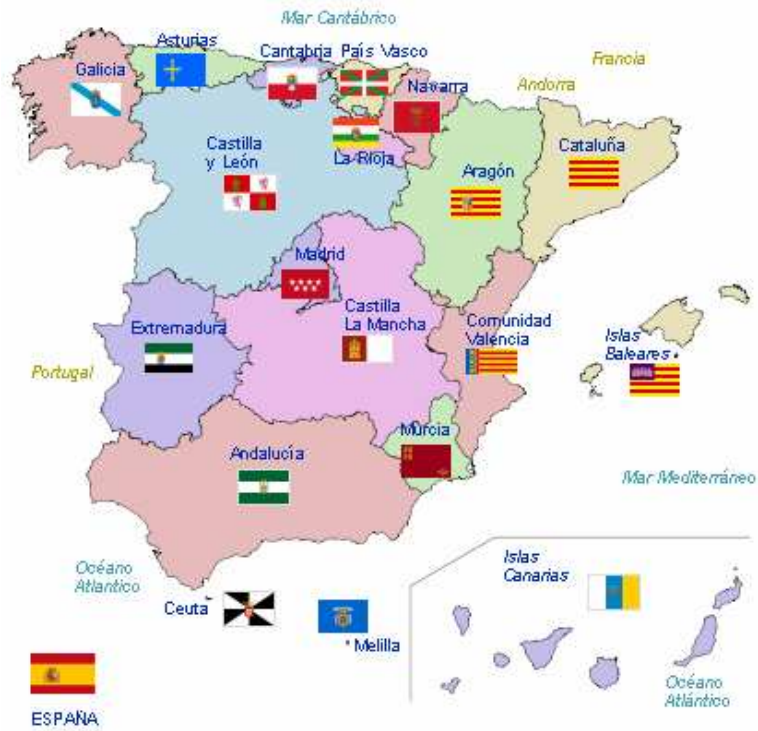 Mar Cantábrico
Asturias
Cantabria País Vasco
Francia
Galicia
Navarra
Andorra
Castilla
y León
La Rioja
Cataluña
Aragón
Madrid
Castilla
La Mancha
Comunidad
Valencia
Extremadura
Islas
Baleares
Portugal
Murcia
Andalucía
Mar Mediterráneo
Océano
Atlantico
Islas
Canarias
Ceuta
Melilla
Océano
Atlántico
ESPAÑA